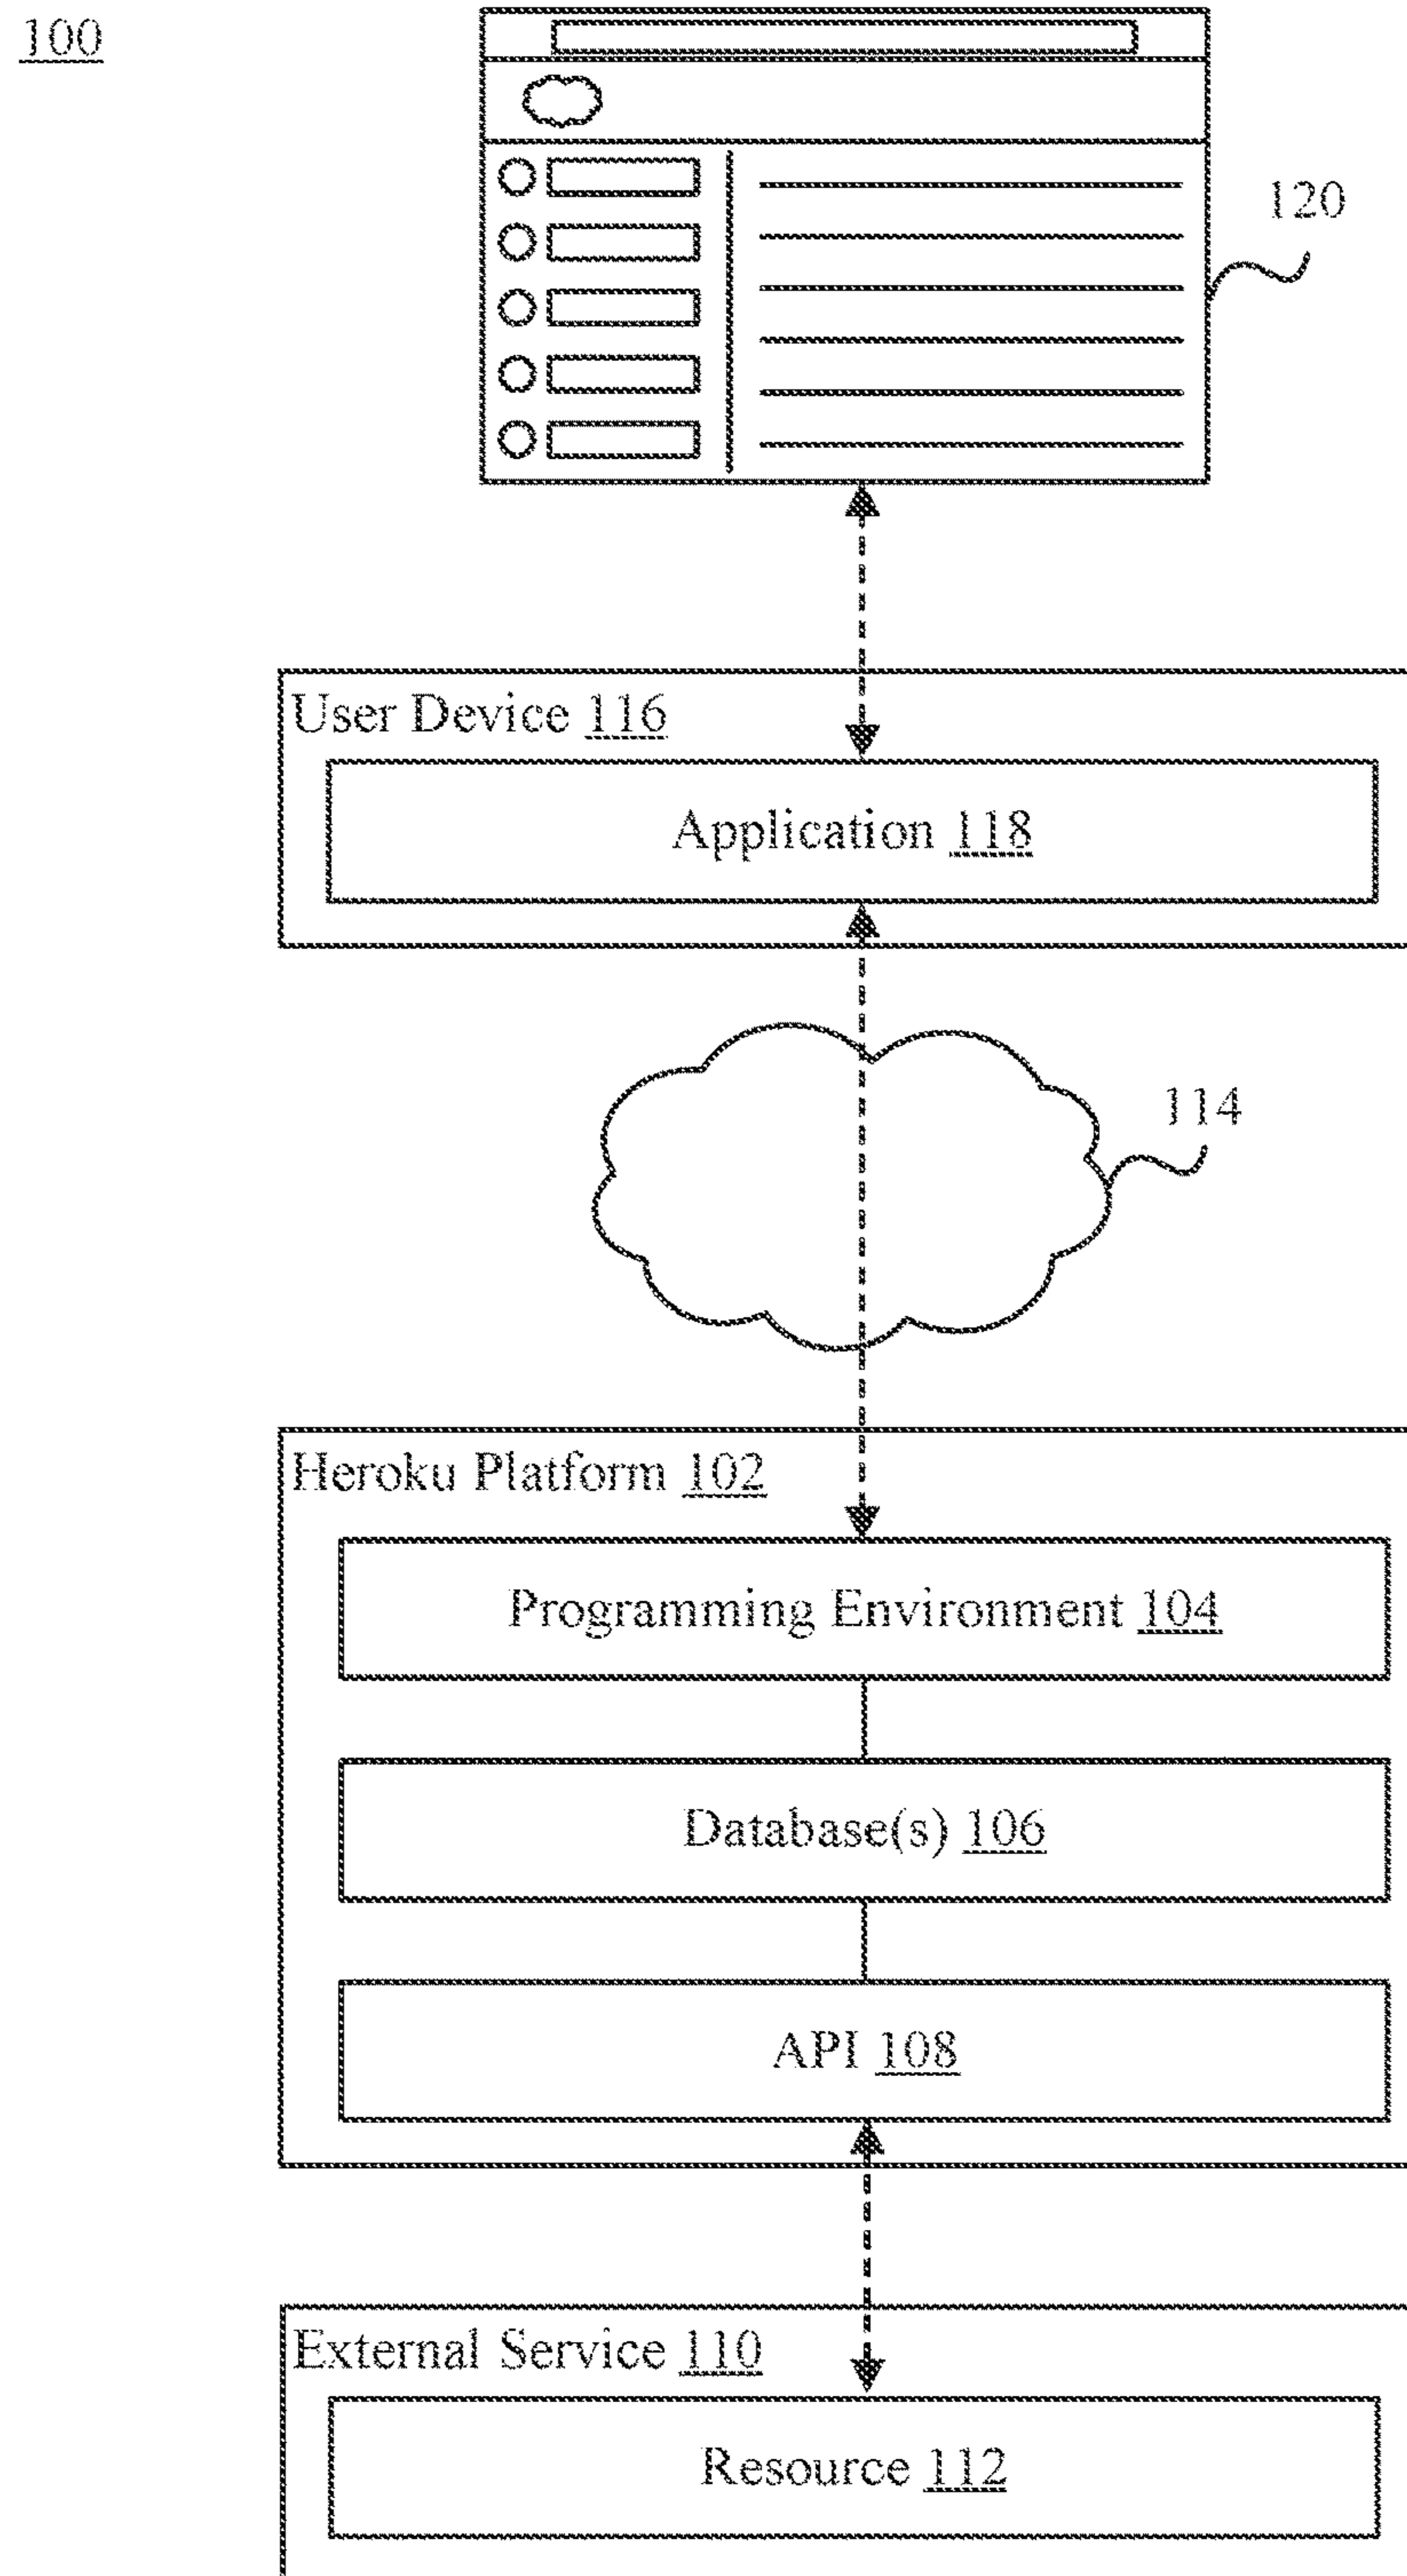 100
120
User Device 116
Application 118
114
Heroku Platform 102
Programming Environment 104
Database(s) 106
API 108
External Service 110
Resource 112